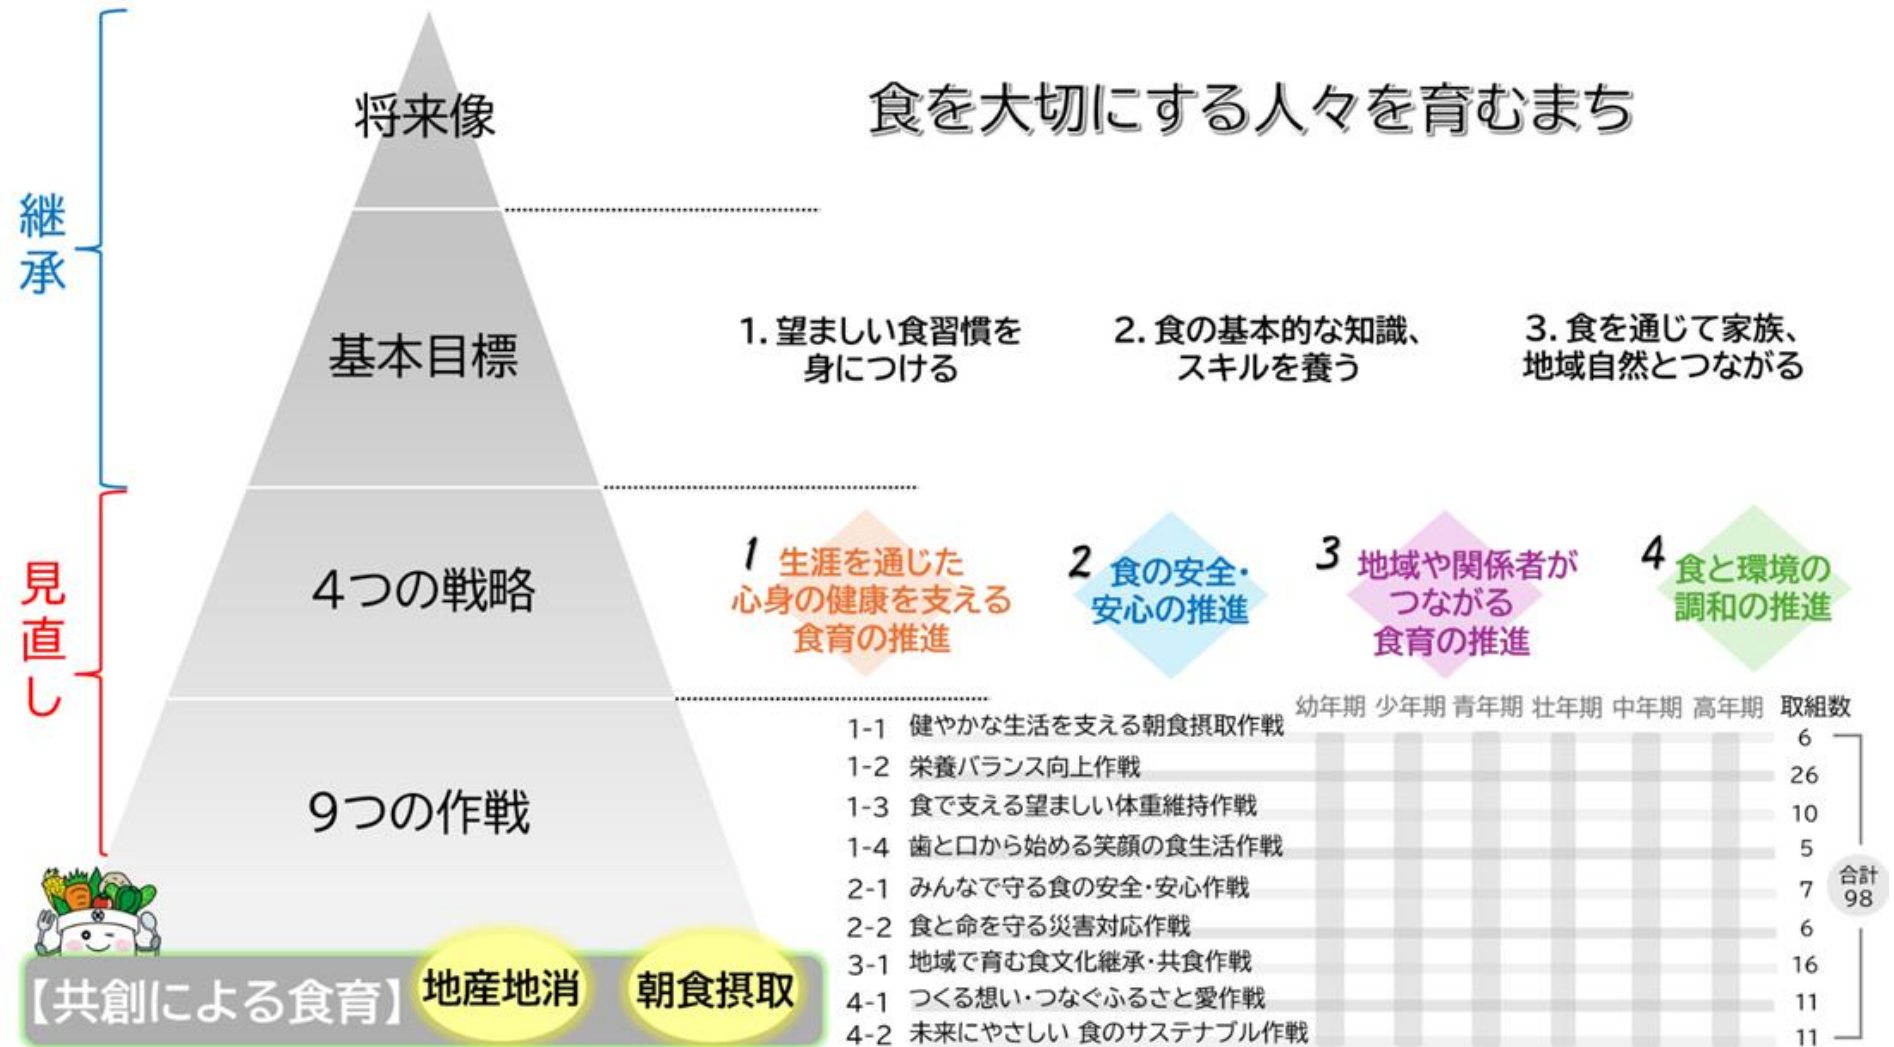 継承
将来像
食を大切にする人々を育むまち
基本目標
1. 望ましい食習慣を
身につける
2. 食の基本的な知識、
スキルを養う
3. 食を通じて家族、
地域自然とつながる
見直し
4つの戦略
1 生涯を通じた
心身の健康を支える
食育の推進
2 食の安全・
安心の推進
3 地域や関係者が
つながる
食育の推進
4 食と環境の
調和の推進
9つの作戦
幼年期 少年期 青年期 壮年期 中年期 高年期 取組数
1-1 健やかな生活を支える朝食摂取作戦 6
1-2 栄養バランス向上作戦 26
1-3 食で支える望ましい体重維持作戦 10
1-4 歯と口から始める笑顔の食生活作戦 5
2-1 みんなで守る食の安全・安心作戦 7
2-2 食と命を守る災害対応作戦 6
3-1 地域で育む食文化継承・共食作戦 16
4-1 つくる想い・つなぐふるさと愛作戦 11
4-2 未来にやさしい 食のサステナブル作戦 11
合計
98
【共創による食育】 地産地消 朝食摂取